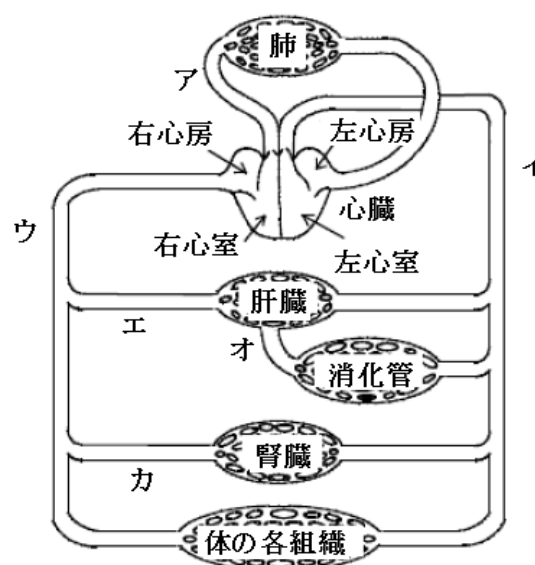 肺
ア
右心房
左心房
イ
ウ
心臓
右心室
左心室
肝臓
エ
オ
消化管
腎臓
カ
体の各組織